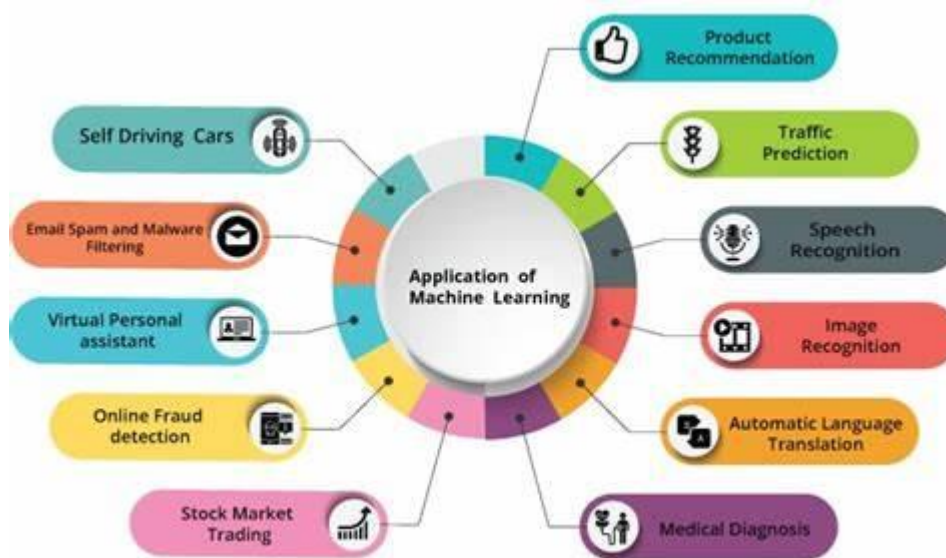 Application of
Machine Learning
Product
Recommendation
Traffic
Prediction
Speech
Recognition
Image
Recognition
Automatic Language
Translation
Medical Diagnosis
Stock Market
Trading
Online Fraud
detection
Virtual Personal
assistant
Email Spam and Malware
Filtering
Self Driving Cars